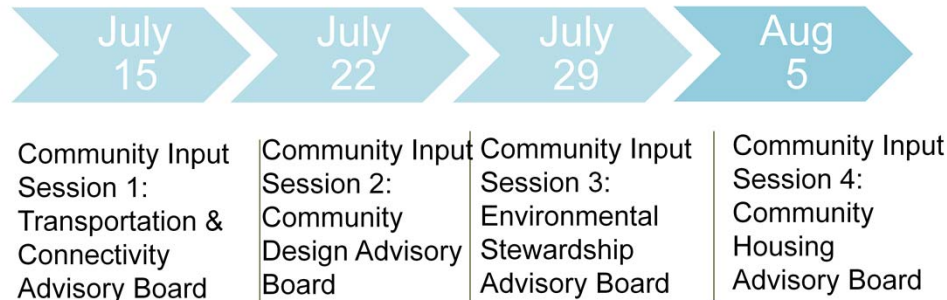 July
15
July
22
July
29
Aug
5
Community Input
Session 1:
Transportation &
Connectivity
Advisory Board
Community Input
Session 2:
Community
Design Advisory
Board
Community Input
Session 3:
Environmental
Stewardship
Advisory Board
Community Input
Session 4:
Community
Housing
Advisory Board